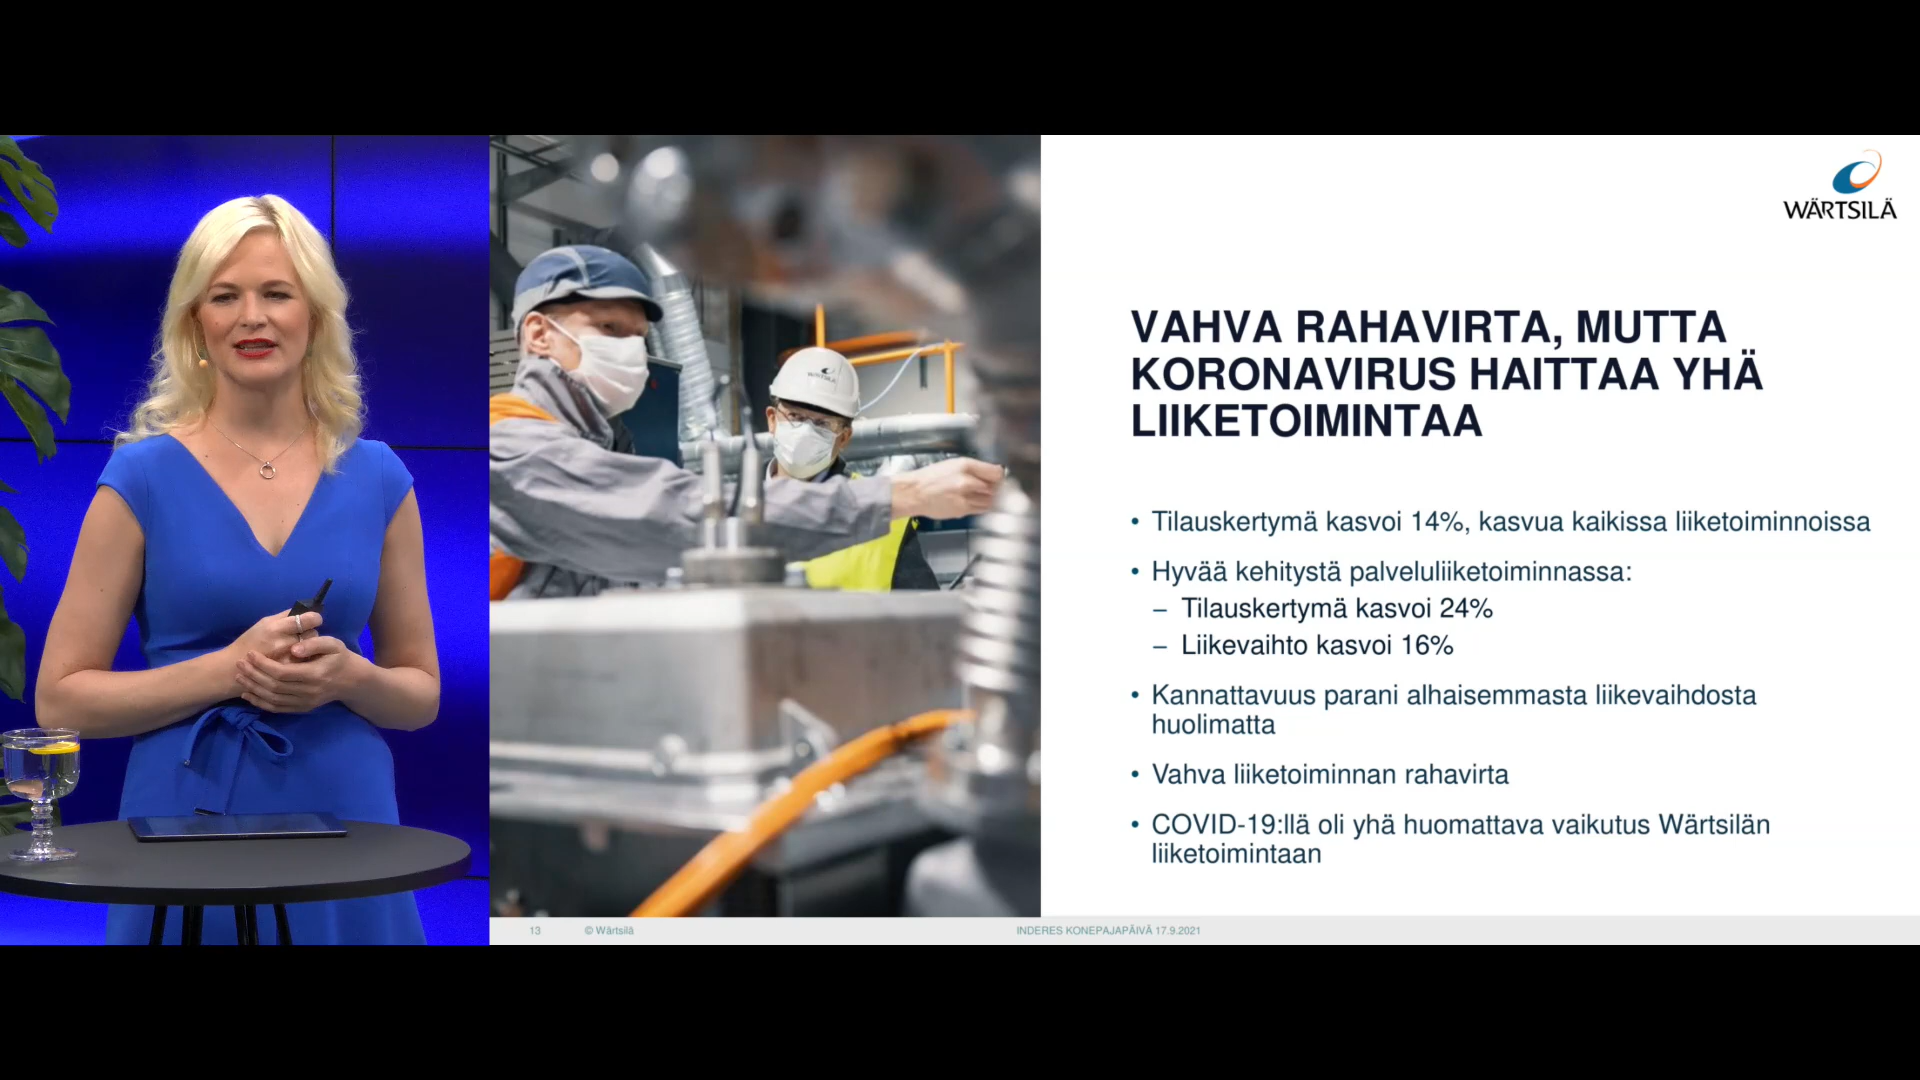 WÄRTSILÄ
WÄRTSILÄ
VAHVA RAHAVIRTA, MUTTA
KORONAVIRUS HAITTAA YHÄ
LIIKETOIMINTAA
• Tilauskertymä kasvoi 14%, kasvua kaikissa liiketoiminnoissa
• Hyvää kehitystä palveluliiketoiminnassa:
– Tilauskertymä kasvoi 24%
– Liikevaihto kasvoi 16%
• Kannattavuus parani alhaisemmasta liikevaihdosta
huolimatta
• Vahva liiketoiminnan rahavirta
• COVID-19:llä oli yhä huomattava vaikutus Wärtsilän
liiketoimintaan
13
© Wärtsilä
INDERES KONEPAJAPÄIVÄ 17.9.2021